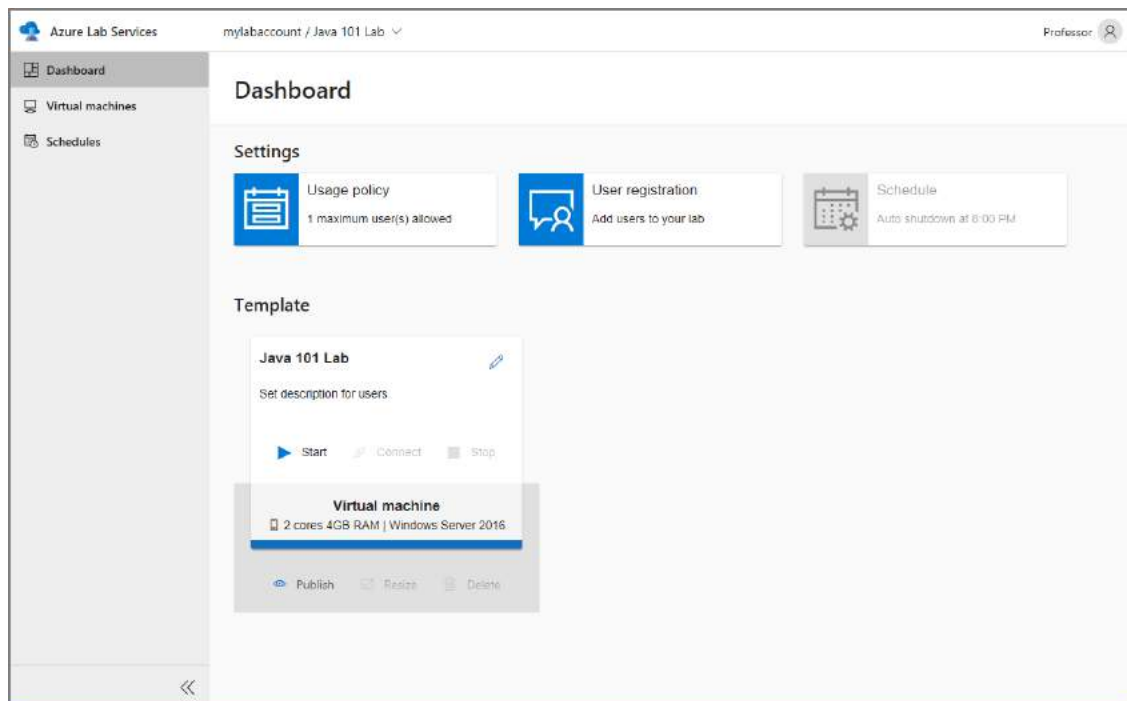 Azure Lab Services
mylabaccount / Java 101 Lab
Professor
Dashboard
Virtual machines
Schedules
Dashboard
Settings
Usage policy
1 maximum user(s) allowed
User registration
Add users to your lab
Schedule
Auto shutdown at 6:00 PM
Template
Java 101 Lab
Set description for users
Start Connect Stop
Virtual machine
2 cores 4GB RAM | Windows Server 2016
Publish Resize Delete